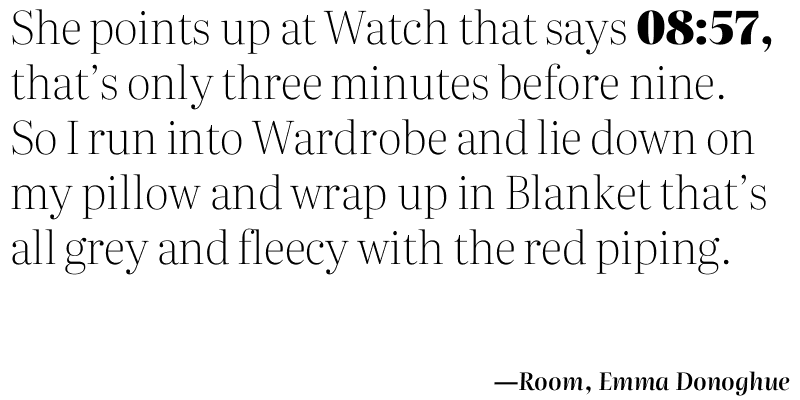 She points up at Watch that says 08:57,
that’s only three minutes before nine.
So I run into Wardrobe and lie down on
my pillow and wrap up in Blanket that’s
all grey and fleecy with the red piping.
—Room, Emma Donoghue